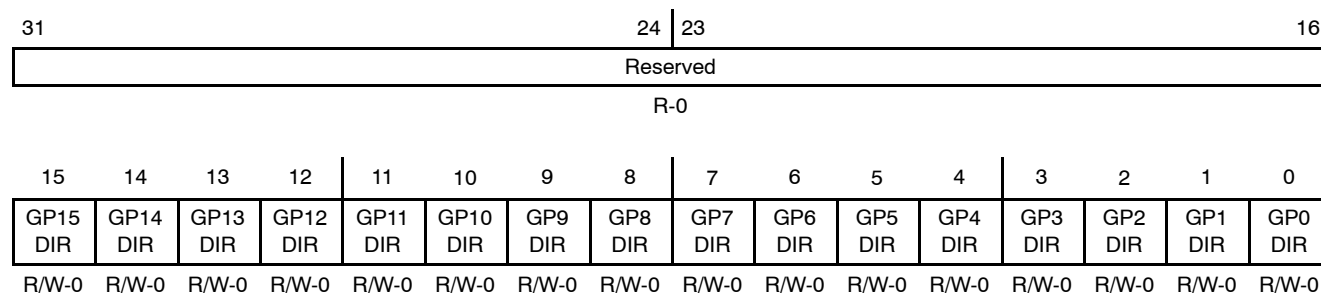 31 24 23 16
Reserved
R-0
15 14 13 12 11 10 9 8 7 6 5 4 3 2 1 0
GP15 GP14 GP13 GP12 GP11 GP10 GP9 GP8 GP7 GP6 GP5 GP4 GP3 GP2 GP1 GP0
DIR DIR DIR DIR DIR DIR DIR DIR DIR DIR DIR DIR DIR DIR DIR DIR
R/W-0 R/W-0 R/W-0 R/W-0 R/W-0 R/W-0 R/W-0 R/W-0 R/W-0 R/W-0 R/W-0 R/W-0 R/W-0 R/W-0 R/W-0 R/W-0